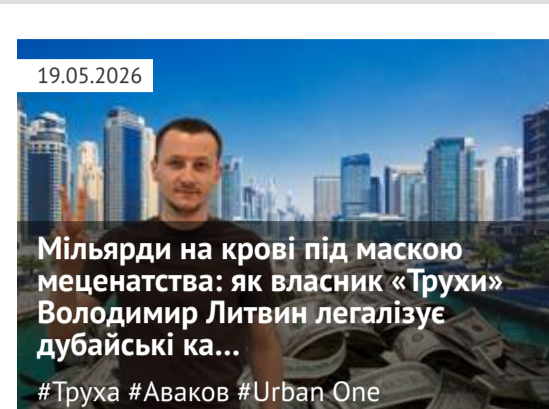 19.05.2026
Мільярди на крові під маскою
меценатства: як власник «Трухи»
Володимир Литвин легалізує
дубайські ка...
#Труха #Аваков #Urban One